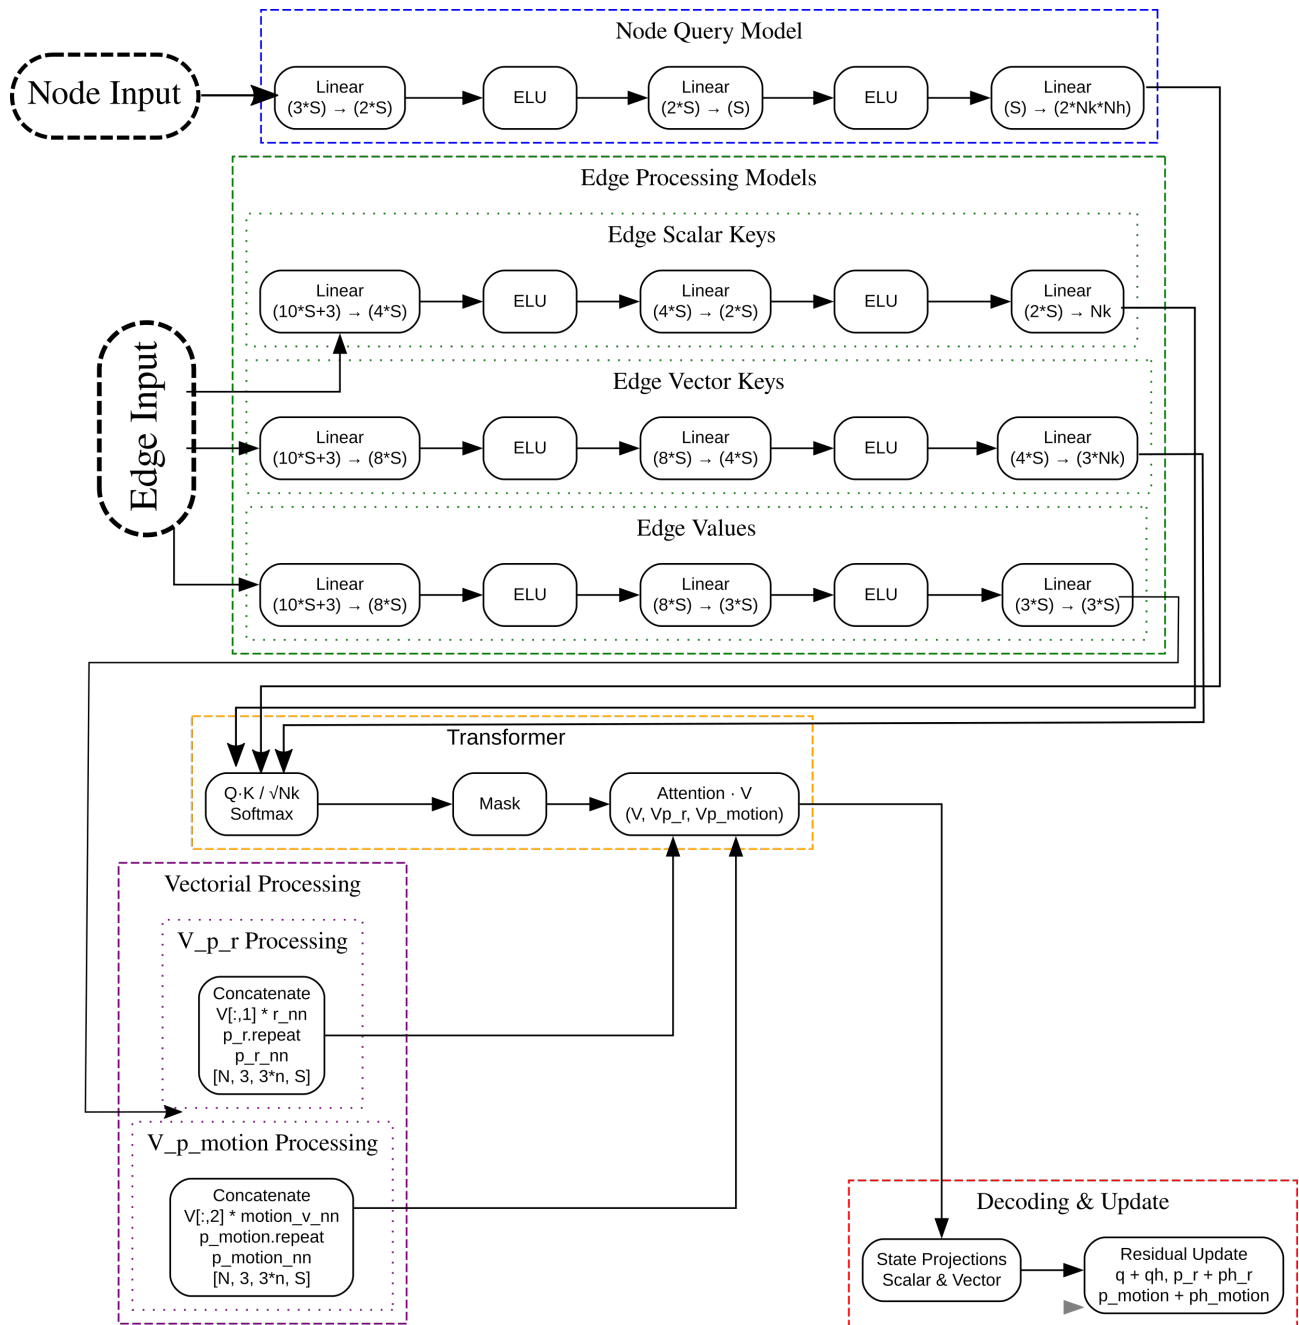 Node Query Model
Node Input
Linear
(3*S) → (2*S)
ELU
Linear
(2*S) → (S)
ELU
Linear
(S) → (2*Nk*Nh)
Edge Processing Models
Edge Scalar Keys
Linear
(10*S+3) → (4*S)
ELU
Linear
(4*S) → (2*S)
ELU
Linear
(2*S) → Nk
Edge Input
Edge Vector Keys
Linear
(10*S+3) → (8*S)
ELU
Linear
(8*S) → (4*S)
ELU
Linear
(4*S) → (3*Nk)
Edge Values
Linear
(10*S+3) → (8*S)
ELU
Linear
(8*S) → (3*S)
ELU
Linear
(3*S) → (3*S)
Transformer
Q·K / √Nk
Softmax
Mask
Attention · V
(V, Vp_r, Vp_motion)
Vectorial Processing
V_p_r Processing
Concatenate
V[:,1] * r_nn
p_r.repeat
p_r_nn
[N, 3, 3*n, S]
V_p_motion Processing
Concatenate
V[:,2] * motion_v_nn
p_motion.repeat
p_motion_nn
[N, 3, 3*n, S]
Decoding & Update
State Projections
Scalar & Vector
Residual Update
q + qh, p_r + ph_r
p_motion + ph_motion